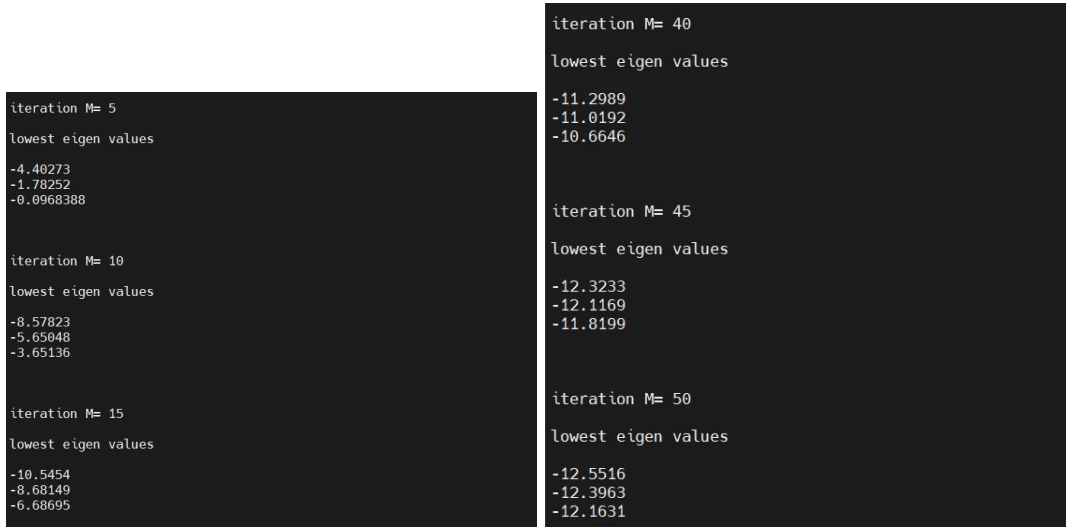 iteration M= 5
lowest eigen values
-4.40273
-1.78252
-0.0968388
iteration M= 10
lowest eigen values
-8.57823
-5.65048
-3.65136
iteration M= 15
lowest eigen values
-10.5454
-8.68149
-6.68695
iteration M= 40
lowest eigen values
-11.2989
-11.0192
-10.6646
iteration M= 45
lowest eigen values
-12.3233
-12.1169
-11.8199
iteration M= 50
lowest eigen values
-12.5516
-12.3963
-12.1631